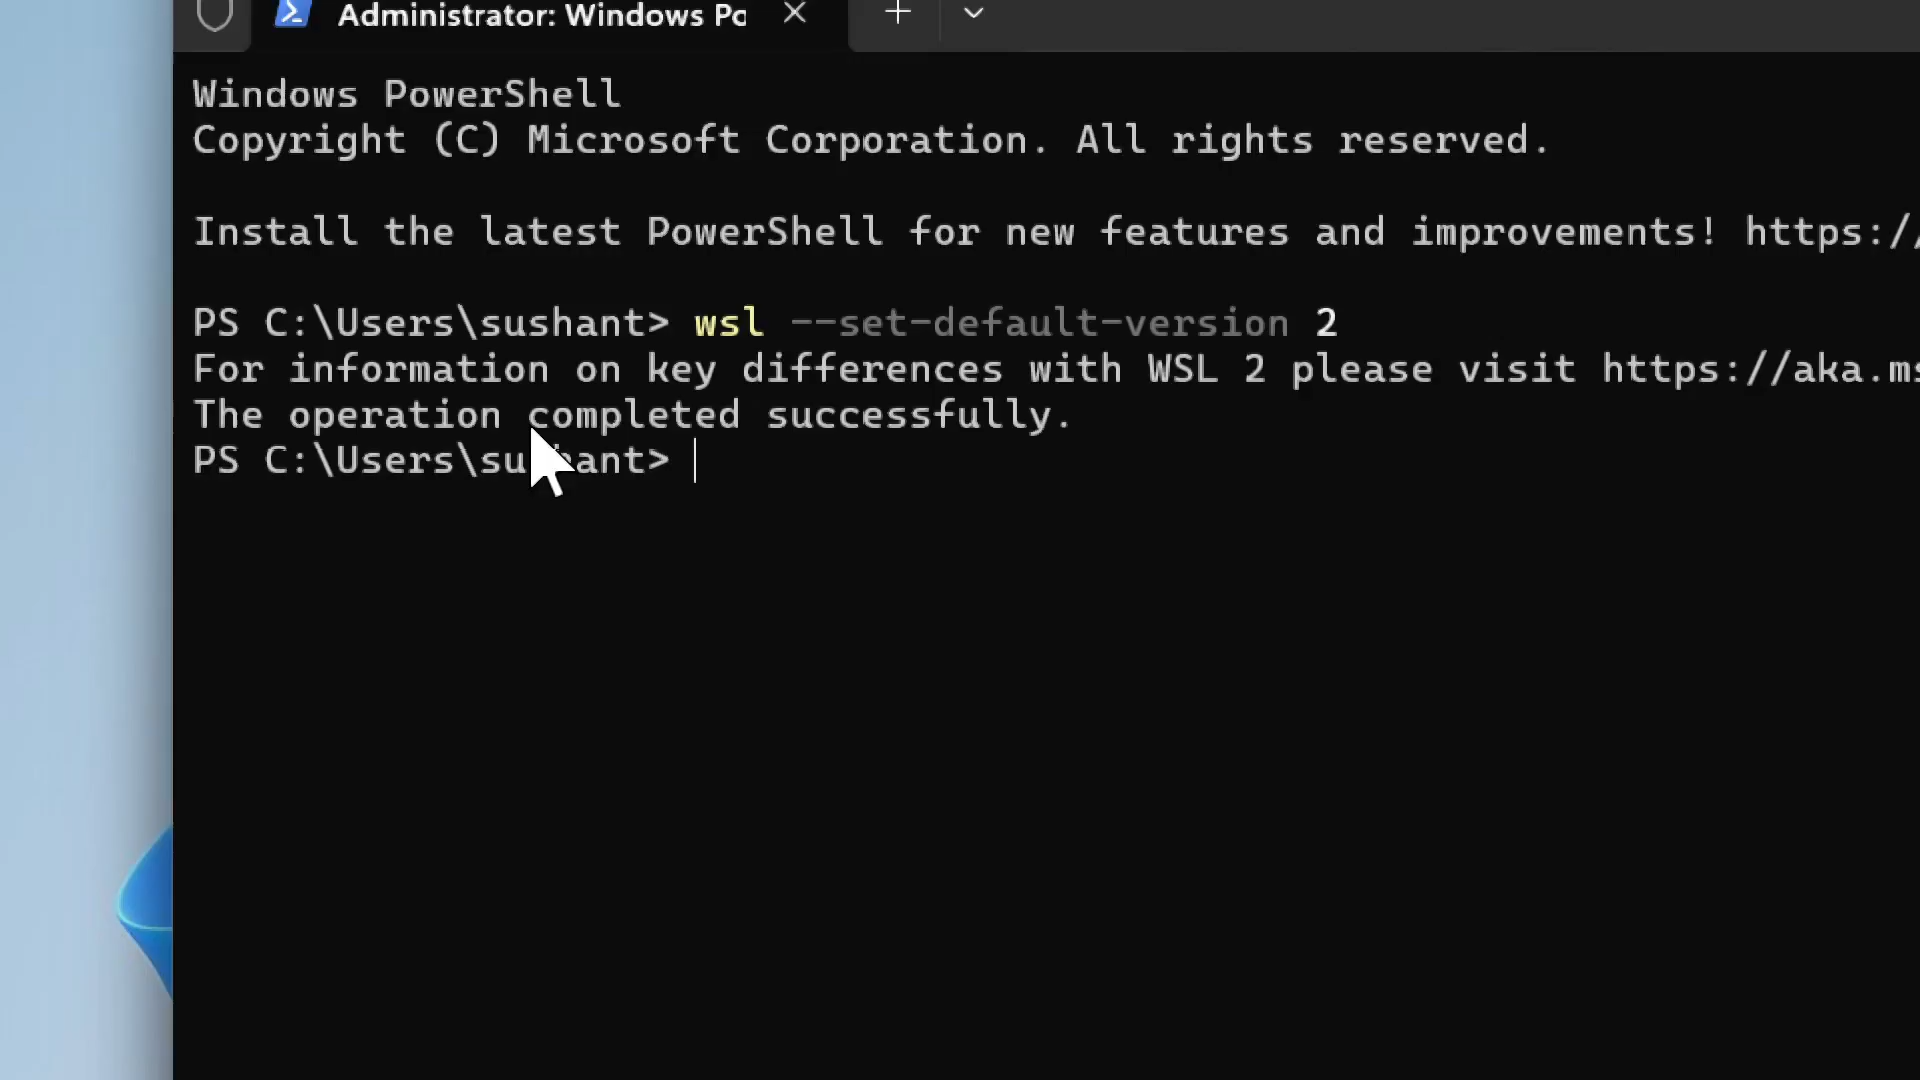 Administrator: Windows Po
Windows PowerShell
Copyright (C) Microsoft Corporation. All rights reserved.
Install the latest PowerShell for new features and improvements! https:/
PS C:\Users\sushant> wsl --set-default-version 2
For information on key differences with WSL 2 please visit https://aka.ms
The operation completed successfully.
PS C:\Users\sushant>